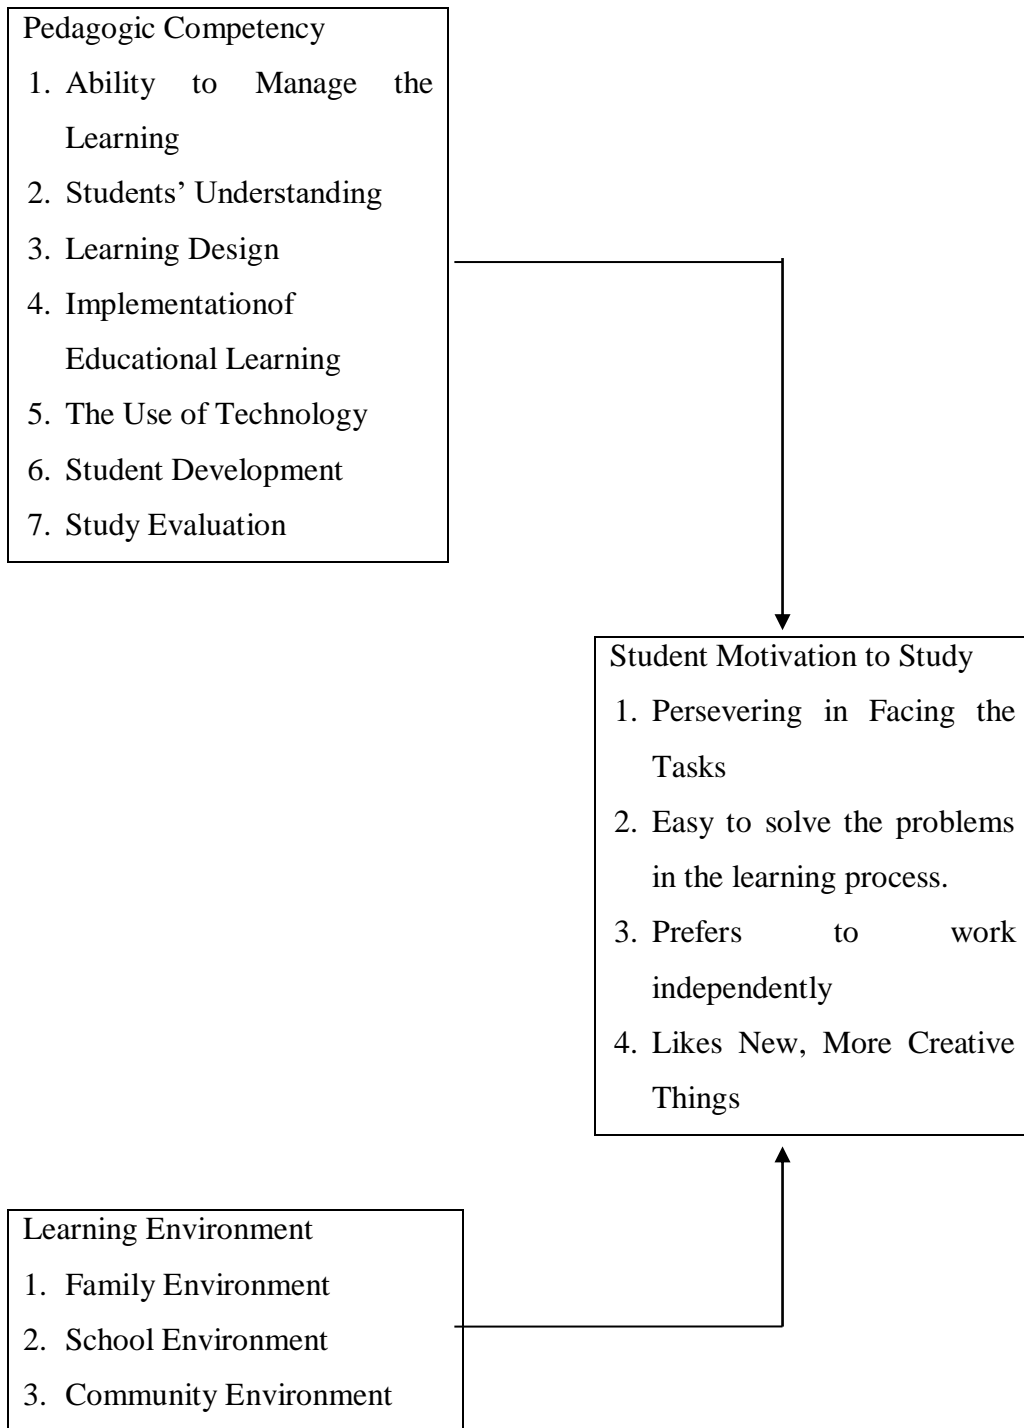 Pedagogic Competency
1. Ability to Manage the
Learning
2. Students’ Understanding
3. Learning Design
4. Implementationof
Educational Learning
5. The Use of Technology
6. Student Development
7. Study Evaluation
Student Motivation to Study
1. Persevering in Facing the
Tasks
2. Easy to solve the problems
in the learning process.
3. Prefers to work
independently
4. Likes New, More Creative
Things
Learning Environment
1. Family Environment
2. School Environment
3. Community Environment